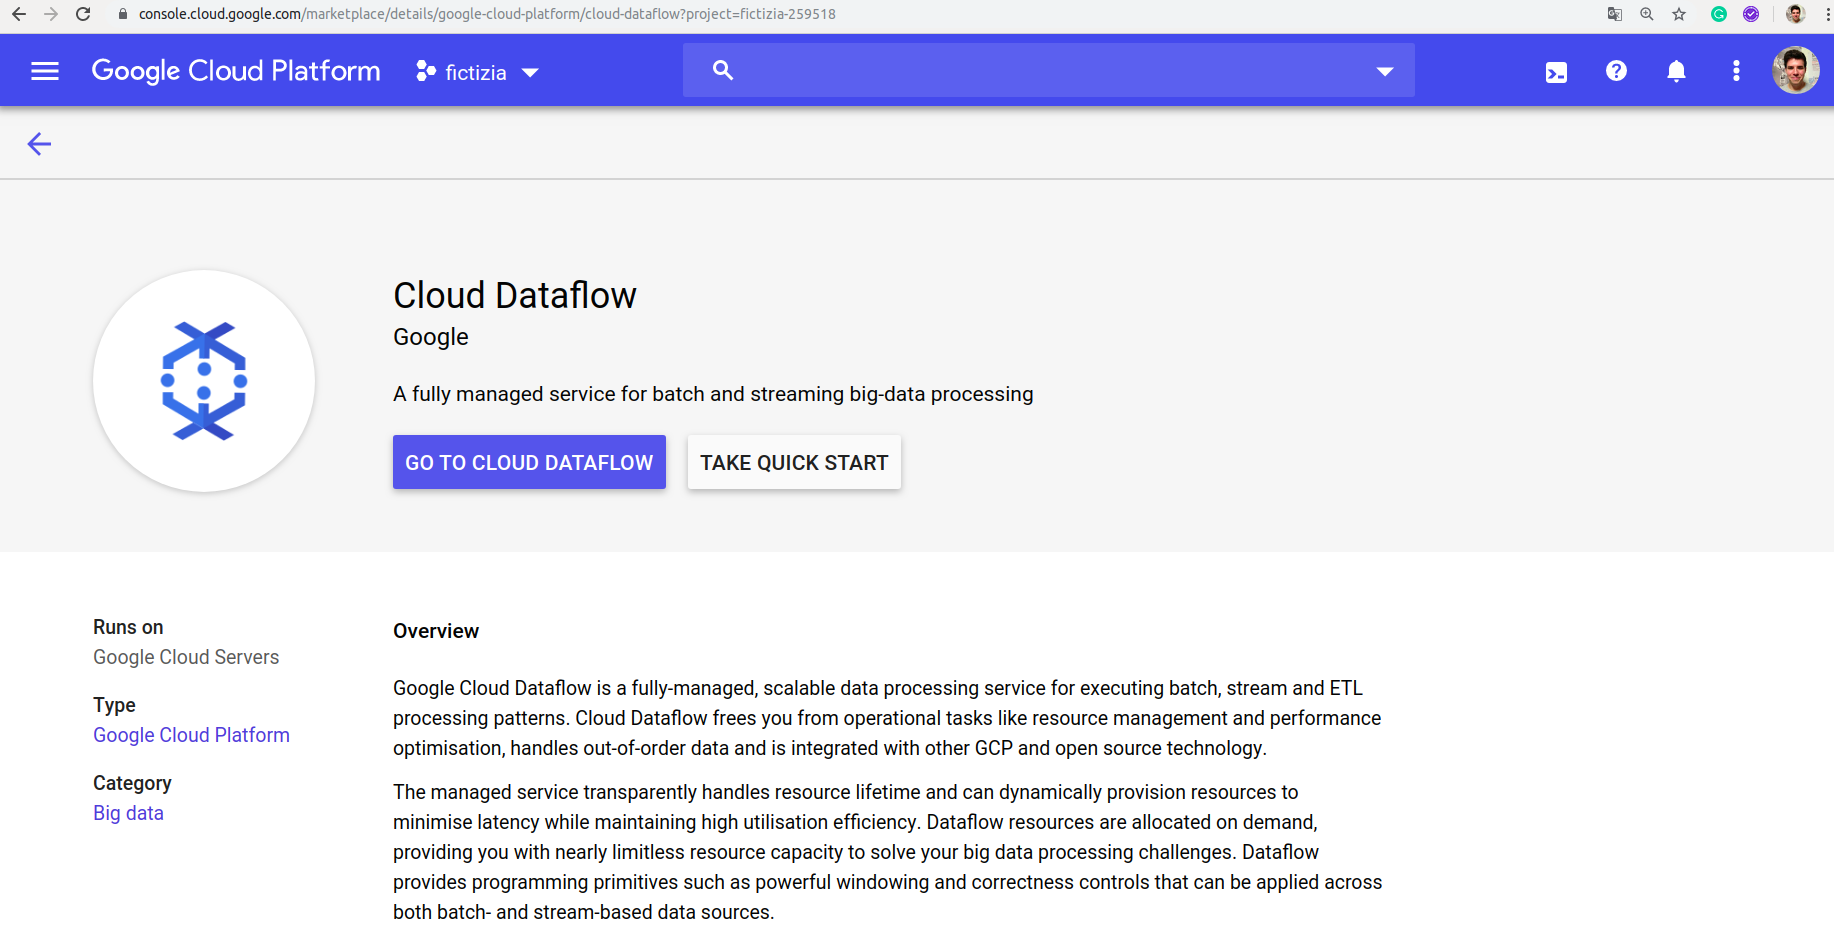 console.cloud.google.com/marketplace/details/google-cloud-platform/cloud-dataflow?project=fictizia-259518
Google Cloud Platform fictizia
Cloud Dataflow
Google
A fully managed service for batch and streaming big-data processing
GO TO CLOUD DATAFLOW TAKE QUICK START
Runs on
Google Cloud Servers
Type
Google Cloud Platform
Category
Big data
Overview
Google Cloud Dataflow is a fully-managed, scalable data processing service for executing batch, stream and ETL
processing patterns. Cloud Dataflow frees you from operational tasks like resource management and performance
optimisation, handles out-of-order data and is integrated with other GCP and open source technology.
The managed service transparently handles resource lifetime and can dynamically provision resources to
minimise latency while maintaining high utilisation efficiency. Dataflow resources are allocated on demand,
providing you with nearly limitless resource capacity to solve your big data processing challenges. Dataflow
provides programming primitives such as powerful windowing and correctness controls that can be applied across
both batch- and stream-based data sources.